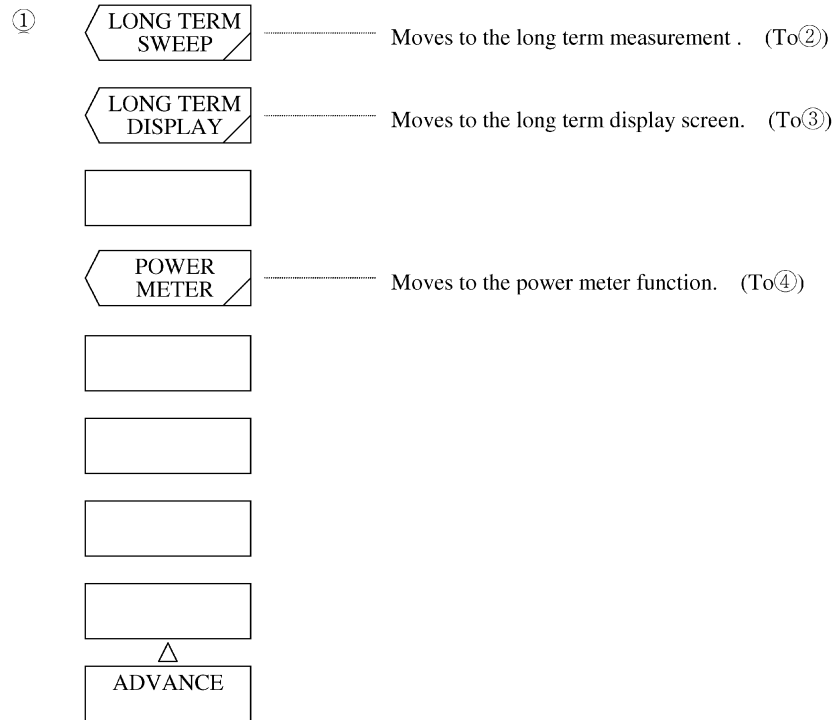 ①
LONG TERM
SWEEP
Moves to the long term measurement . (To②)
LONG TERM
DISPLAY
Moves to the long term display screen. (To③)
POWER
METER
Moves to the power meter function. (To④)
ADVANCE